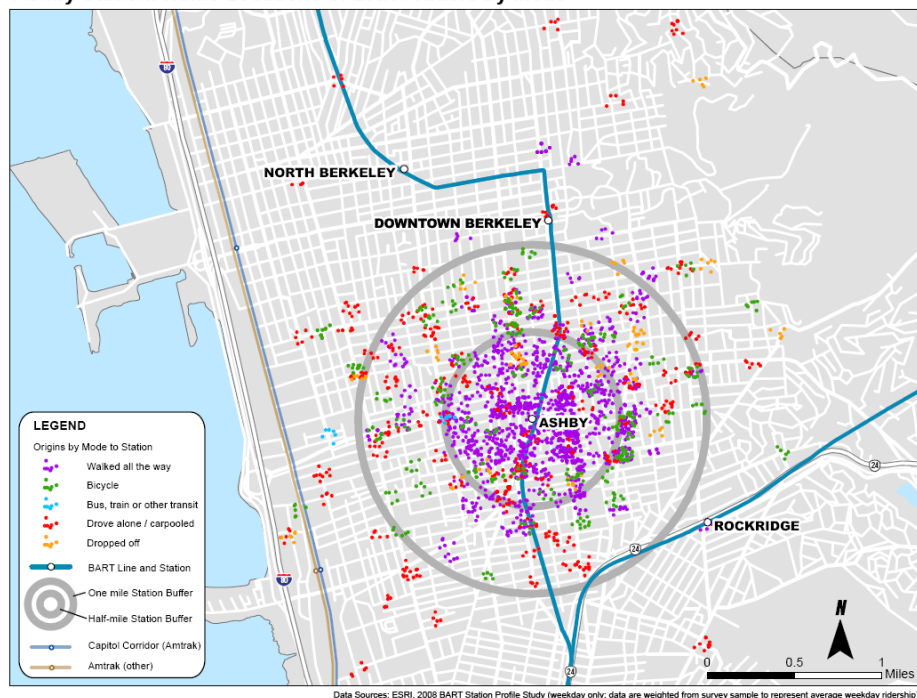 80
NORTH BERKELEY
DOWNTOWN BERKELEY
ASHBY
24
ROCKRIDGE
24
80
24
LEGEND
Origins by Mode to Station
Walked all the way
Bicycle
Bus, train or other transit
Drove alone / carpooled
Dropped off
BART Line and Station
One mile Station Buffer
Half-mile Station Buffer
Capitol Corridor (Amtrak)
Amtrak (other)
N
0 0.5 1
Miles
Data Sources: ESRI, 2008 BART Station Profile Study (weekday only; data are weighted from survey sample to represent average weekday ridership